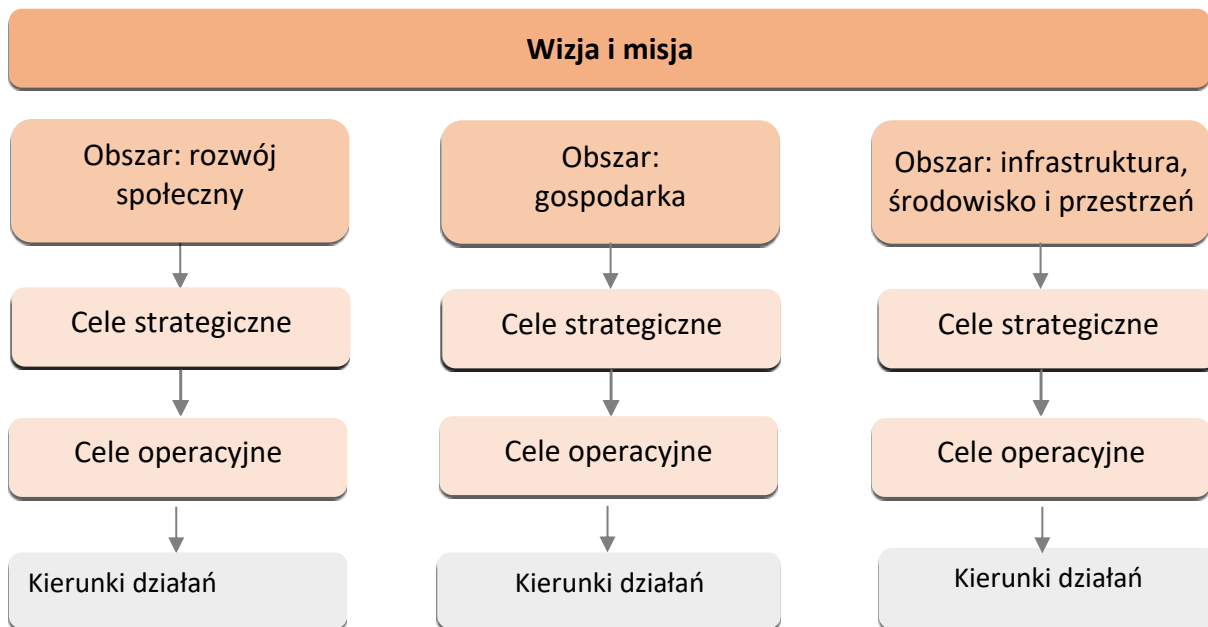 Wizja i misja
Obszar: rozwój
społeczny
Obszar:
gospodarka
Obszar: infrastruktura,
środowisko i przestrzeń
Cele strategiczne
Cele strategiczne
Cele strategiczne
Cele operacyjne
Cele operacyjne
Cele operacyjne
Kierunki działań
Kierunki działań
Kierunki działań